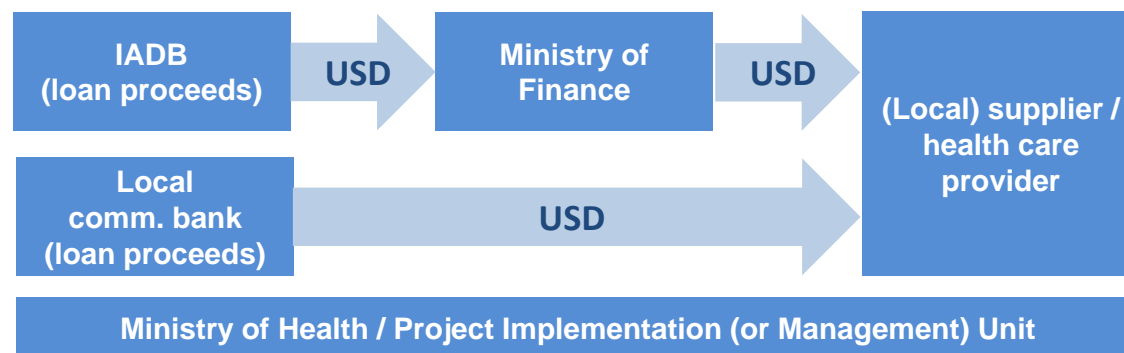 IADB
(loan proceeds)
USD
Ministry of
Finance
USD
(Local) supplier /
health care
provider
Local
comm. bank
(loan proceeds)
USD
Ministry of Health / Project Implementation (or Management) Unit